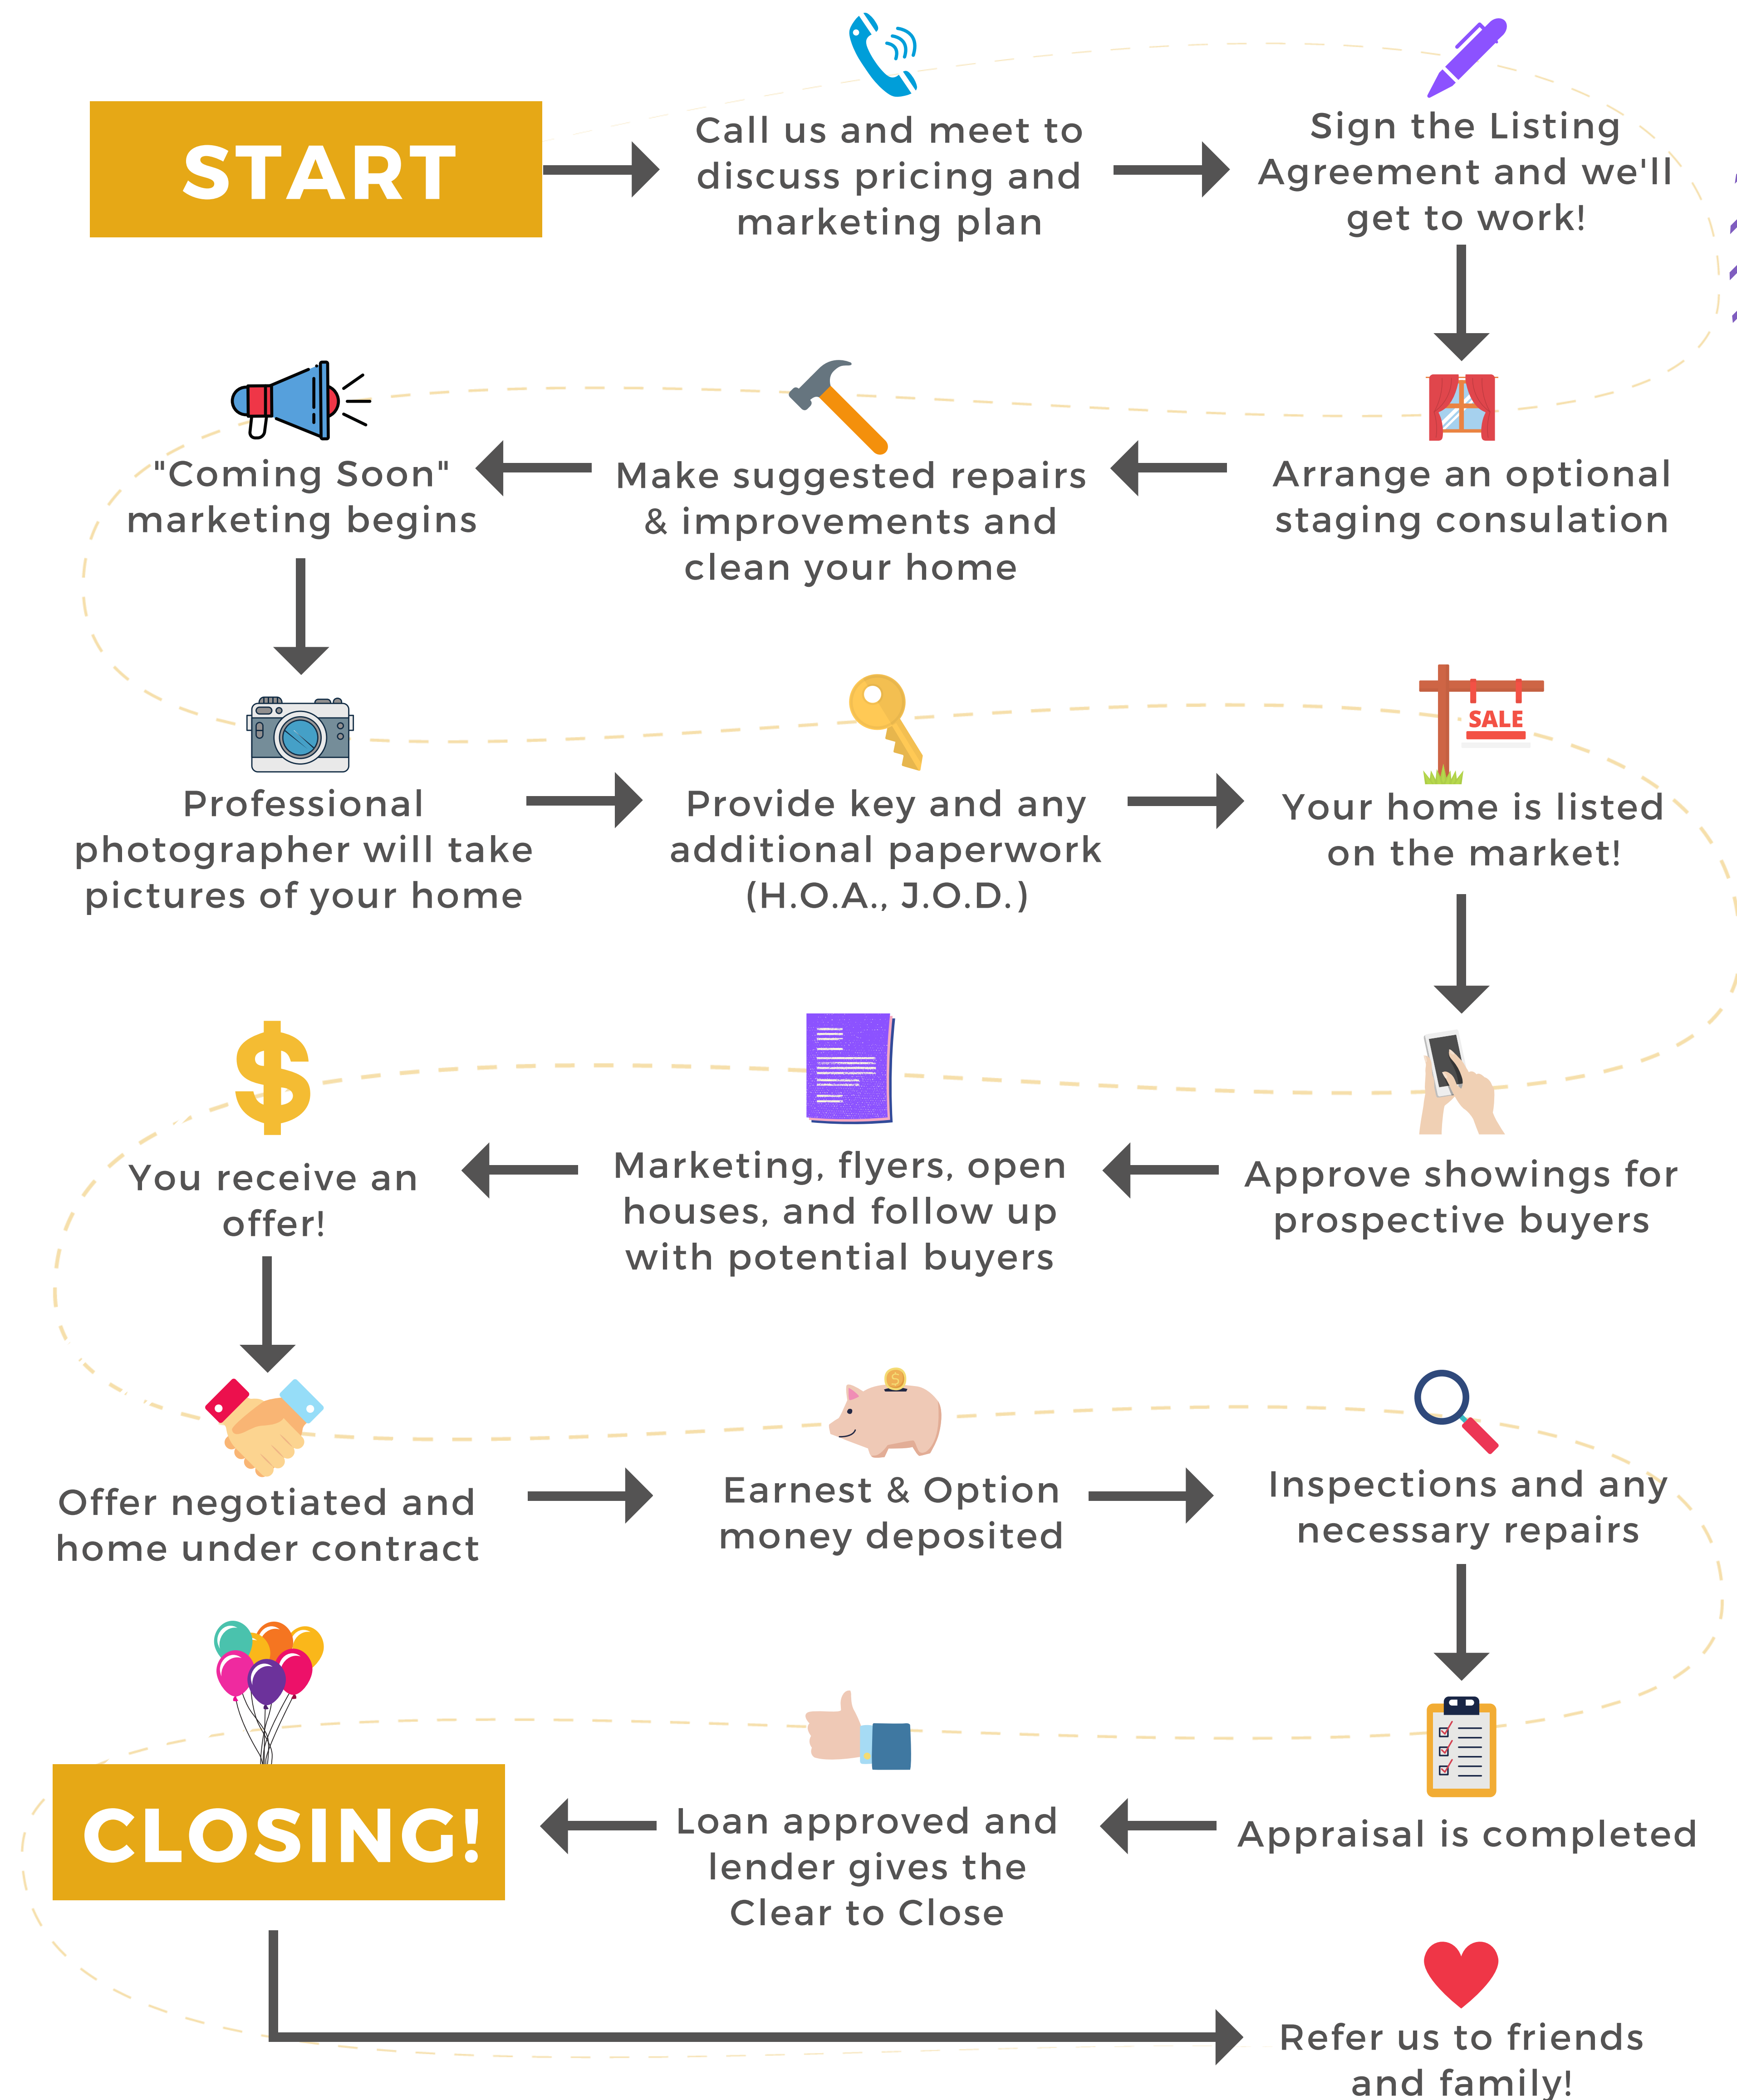 START
Call us and meet to
discuss pricing and
marketing plan
Sign the Listing
Agreement and we'll
get to work!
Arrange an optional
staging consulation
Make suggested repairs
& improvements and
clean your home
"Coming Soon"
marketing begins
Professional
photographer will take
pictures of your home
Provide key and any
additional paperwork
(H.O.A., J.O.D.)
SALE
Your home is listed
on the market!
Approve showings for
prospective buyers
Marketing, flyers, open
houses, and follow up
with potential buyers
$
You receive an
offer!
Offer negotiated and
home under contract
$
Earnest & Option
money deposited
Inspections and any
necessary repairs
Appraisal is completed
Loan approved and
lender gives the
Clear to Close
CLOSING!
Refer us to friends
and family!